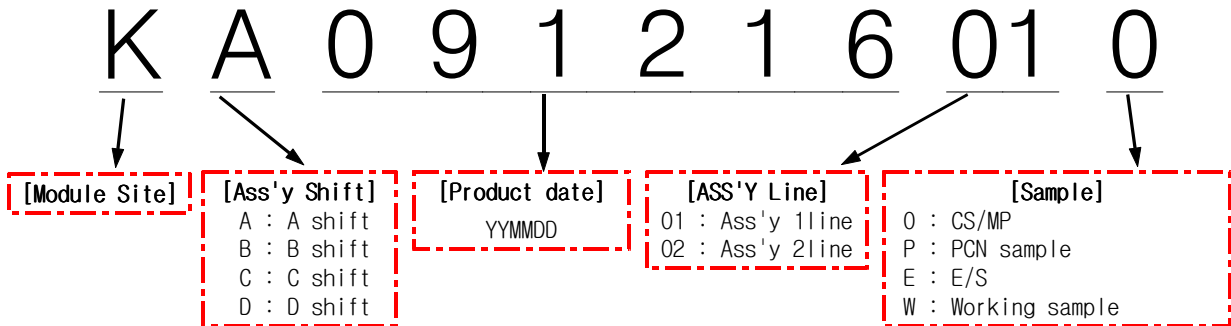 K A 0 9 1 2 1 6 01 0
[Module Site]
[Ass'y Shift]
A : A shift
B : B shift
C : C shift
D : D shift
[Product date]
YYMMDD
[ASS'Y Line]
01 : Ass'y 1line
02 : Ass'y 2line
[Sample]
0 : CS/MP
P : PCN sample
E : E/S
W : Working sample